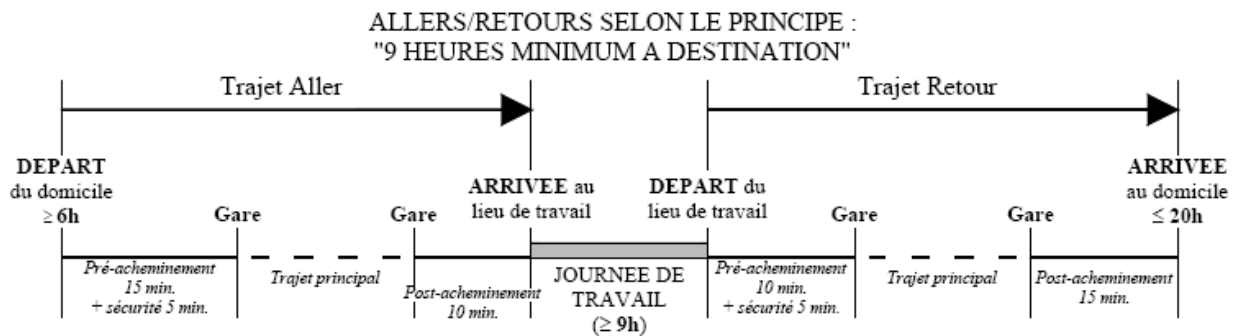 ALLERS/RETOURS SELON LE PRINCIPE :
"9 HEURES MINIMUM A DESTINATION"
Trajet Aller
Trajet Retour
DEPART
du domicile
≥ 6h
Gare
Gare
ARRIVEE au
lieu de travail
DEPART du
lieu de travail
Gare
Gare
ARRIVEE
au domicile
≤ 20h
Pré-acheminement
15 min.
+ sécurité 5 min.
Trajet principal
Post-acheminement
10 min.
JOURNEE DE
TRAVAIL
(≥ 9h)
Pré-acheminement
10 min.
+ sécurité 5 min.
Trajet principal
Post-acheminement
15 min.